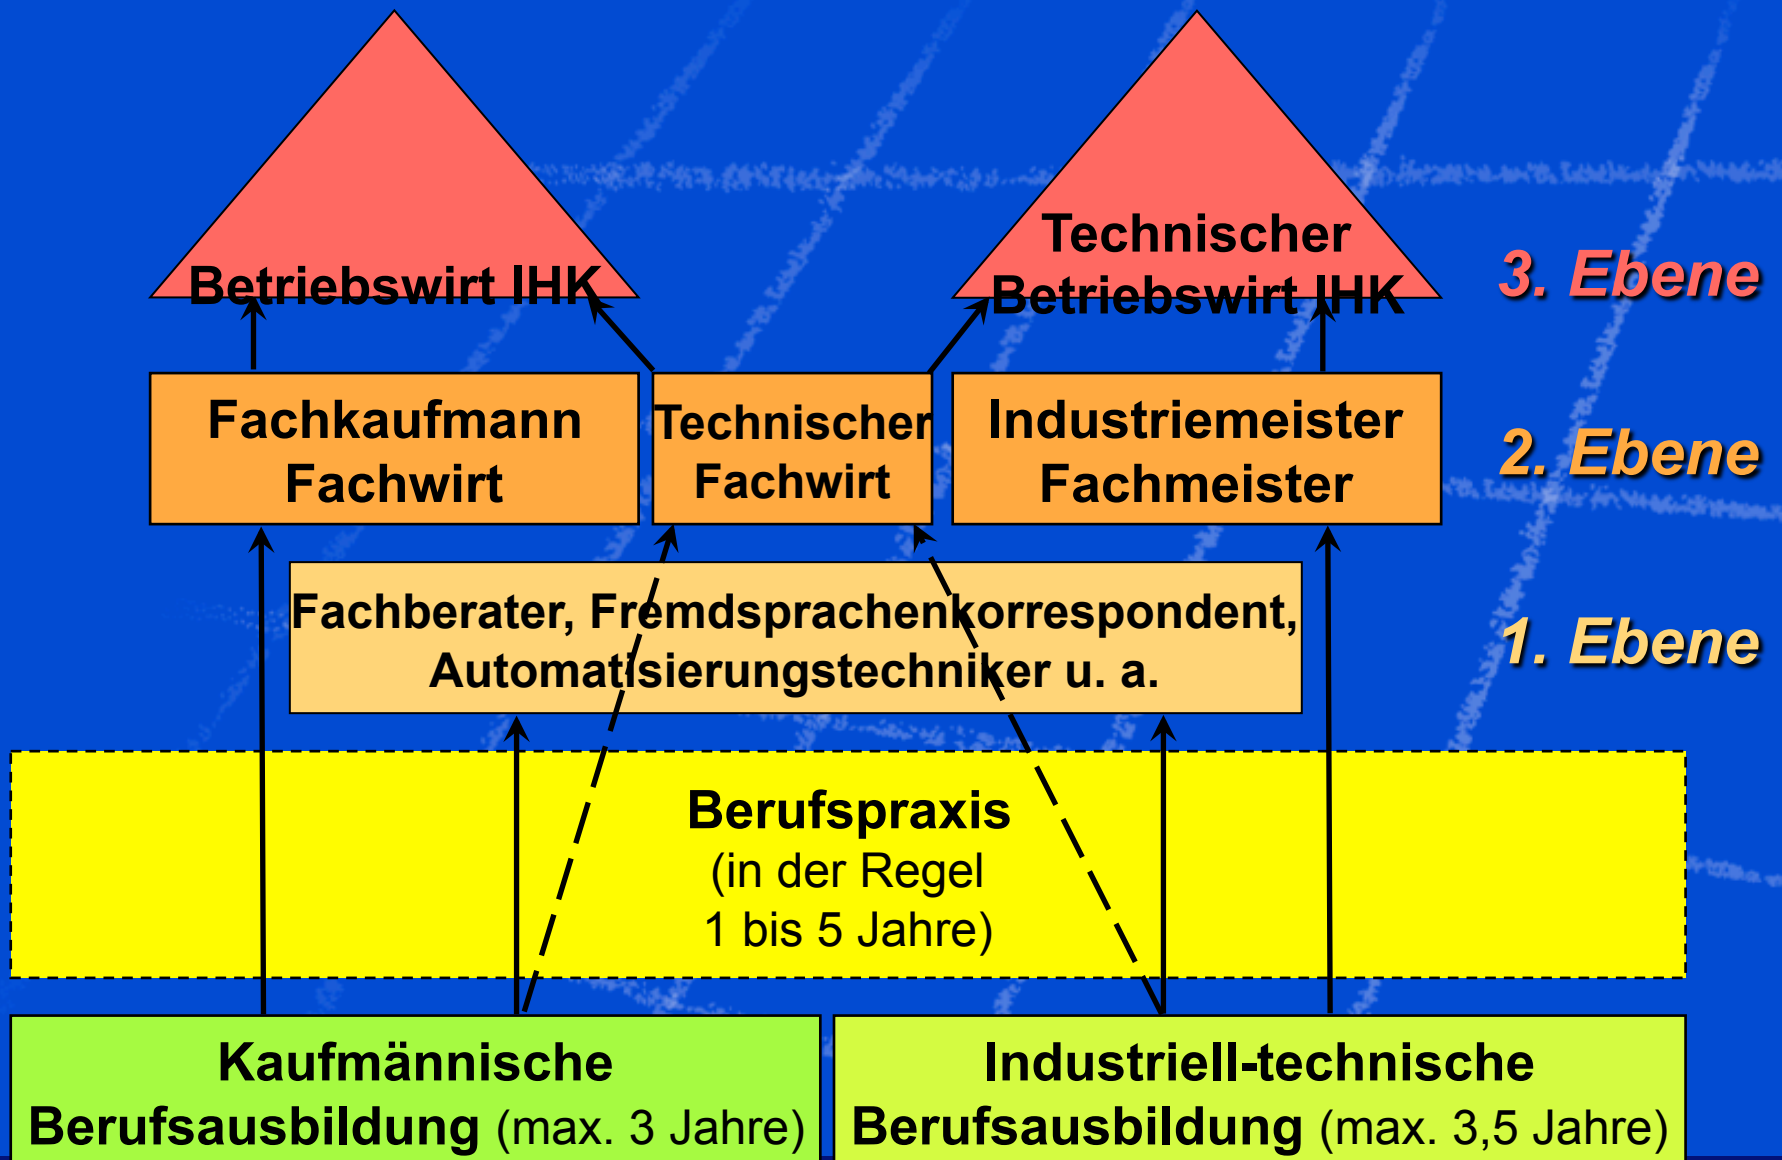 Betriebswirt IHK
Technischer
Betriebswirt IHK
3. Ebene
Fachkaufmann
Fachwirt
Technischer
Fachwirt
Industriemeister
Fachmeister
2. Ebene
Fachberater, Fremdsprachenkorrespondent,
Automatisierungstechniker u. a.
1. Ebene
Berufspraxis
(in der Regel
1 bis 5 Jahre)
Kaufmännische
Berufsausbildung (max. 3 Jahre)
Industriell-technische
Berufsausbildung (max. 3,5 Jahre)